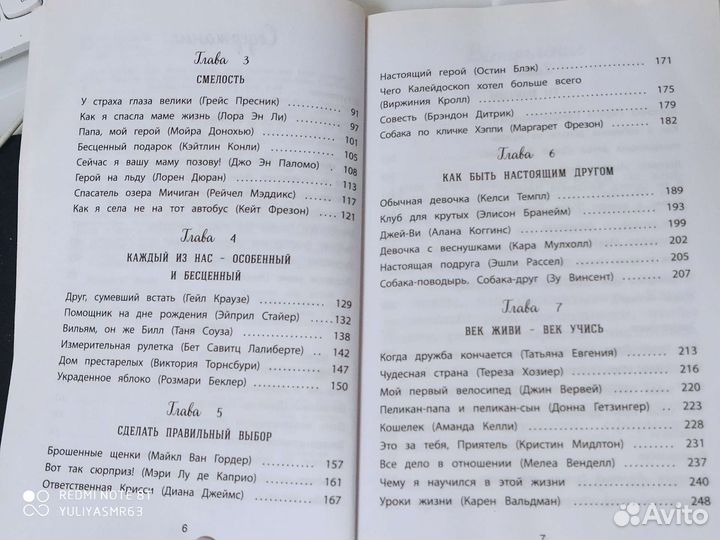 Глава 3
СМЕЛОСТЬ
У страха глаза велики (Грейс Пресник) 91
Как я спасла маме жизнь (Лора Эн Ли) 97
Папа, мой герой (Мойра Донохью) 101
Бесценный подарок (Кэйтлин Конли) 105
Сейчас я вашу маму позову! (Джо Эн Паломо) 108
Герой на льду (Лорен Дюран) 113
Спасатель озера Мичиган (Рейчел Мэддикс) 117
Как я села не на тот автобус (Кейт Фрезон) 121
Глава 4
КАЖДЫЙ ИЗ НАС - ОСОБЕННЫЙ
И БЕСЦЕННЫЙ
Друг, сумевший встать (Гейл Краузе) 129
Помощник на дне рождения (Эйприл Стайер) 132
Вильям, он же Билл (Таня Соуза) 138
Измерительная рулетка (Бет Савитц Лалиберте) 142
Дом престарелых (Виктория Торнсбури) 147
Украденное яблоко (Розмари Беклер) 150
Глава 5
СДЕЛАТЬ ПРАВИЛЬНЫЙ ВЫБОР
Брошенные щенки (Майкл Ван Гордер) 157
Вот так сюрприз! (Мэри Лу де Каприо) 161
Ответственная Крисси (Диана Джеймс) 167
6
Настоящий герой (Остин Блэк) 171
Чего Калейдоскоп хотел больше всего
(Виржиния Кролл) 175
Совесть (Брэндон Дитрик) 179
Собака по кличке Хэппи (Маргарет Фрезон) 182
Глава 6
КАК БЫТЬ НАСТОЯЩИМ ДРУГОМ
Обычная девочка (Келси Темпл) 189
Клуб для крутых (Элисон Бранейм) 193
Джей-Ви (Алана Коггинс) 199
Девочка с веснушками (Кара Мулхолл) 202
Настоящая подруга (Эшли Рассел) 205
Собака-поводырь. Собака-друг (Зу Винсент) 207
Глава 7
ВЕК ЖИВИ - ВЕК УЧИСЬ
Когда дружба кончается (Татьяна Евгения) 213
Чудесная страна (Тереза Хозиер) 216
Мой первый велосипед (Джин Вервей) 220
Пеликан-папа и пеликан-сын (Донна Гетзингер) 223
Кошелек (Аманда Келли) 228
Это за тебя, Приятель (Кристин Мидлтон) 231
Все дело в отношении (Мелеа Венделл) 237
Чему я научился в этой жизни 240
Уроки жизни (Карен Вальдман) 248
7
REDMI NOTE 8T
YULIYASMR63
Avito